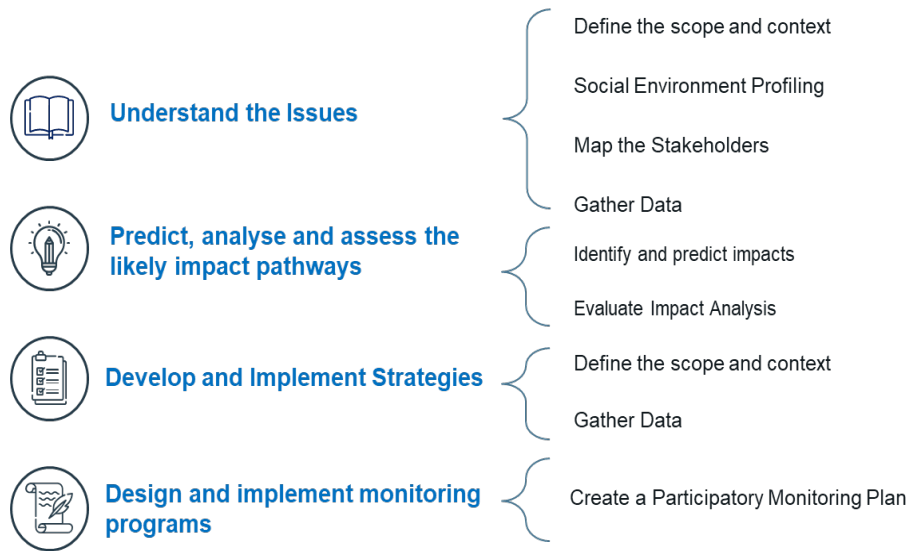 Understand the Issues
Define the scope and context
Social Environment Profiling
Map the Stakeholders
Gather Data
Predict, analyse and assess the
likely impact pathways
Identify and predict impacts
Evaluate Impact Analysis
Develop and Implement Strategies
Define the scope and context
Gather Data
Design and implement monitoring
programs
Create a Participatory Monitoring Plan